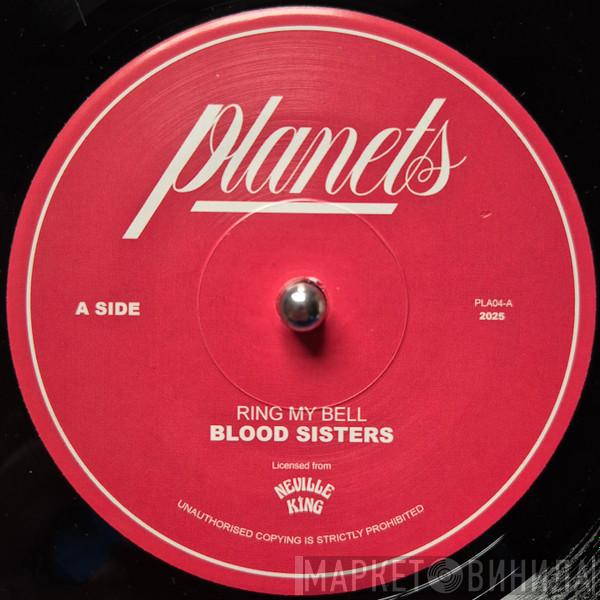 planets
A SIDE
PLA04-A
2025
RING MY BELL
BLOOD SISTERS
Licensed from
NEVILLE
KING
UNAUTHORISED COPYING IS STRICTLY PROHIBITED
МАРКЕТ ВИНИЛА